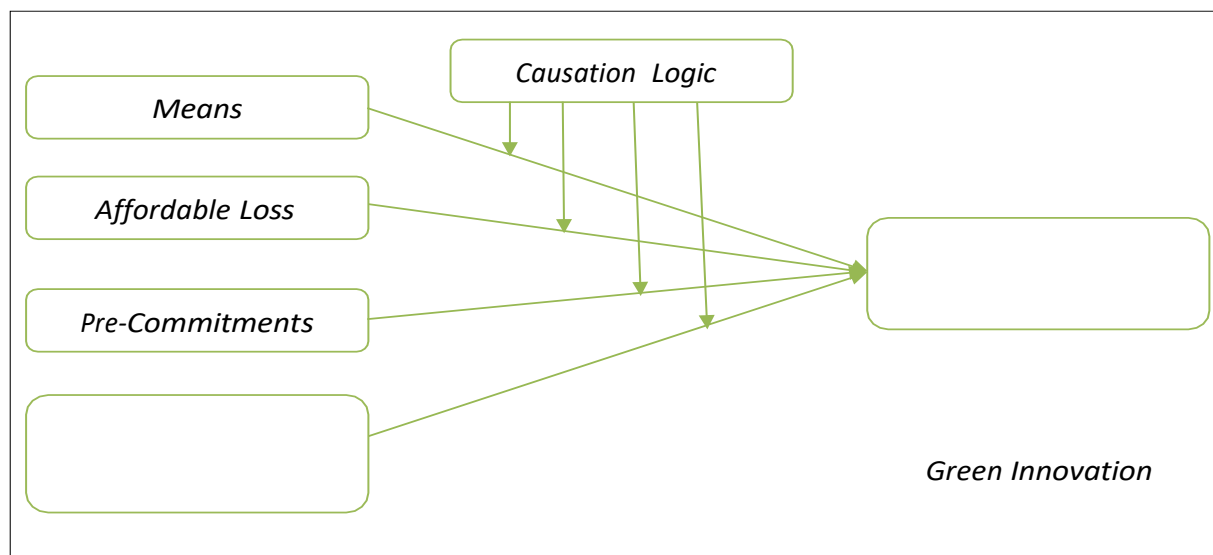 Causation Logic
Means
Affordable Loss
Pre-Commitments
Green Innovation